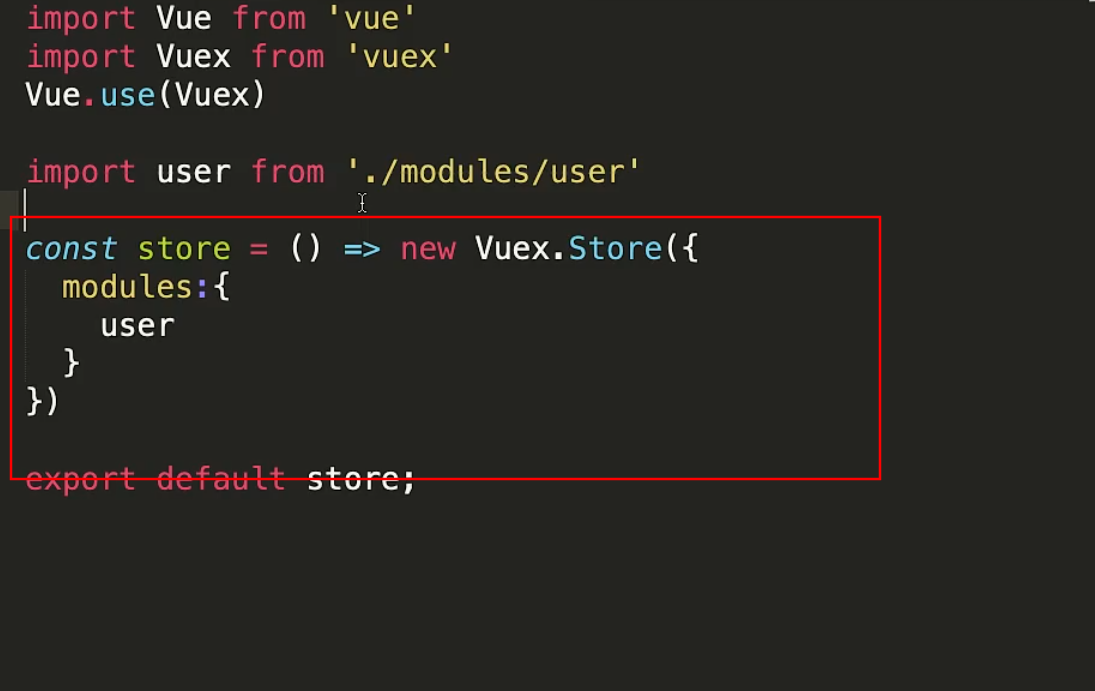 import Vue from 'vue'
import Vuex from 'vuex'
Vue.use(Vuex)
import user from './modules/user'
const store = () => new Vuex.Store({
  modules:{
    user
  }
})
export default store;